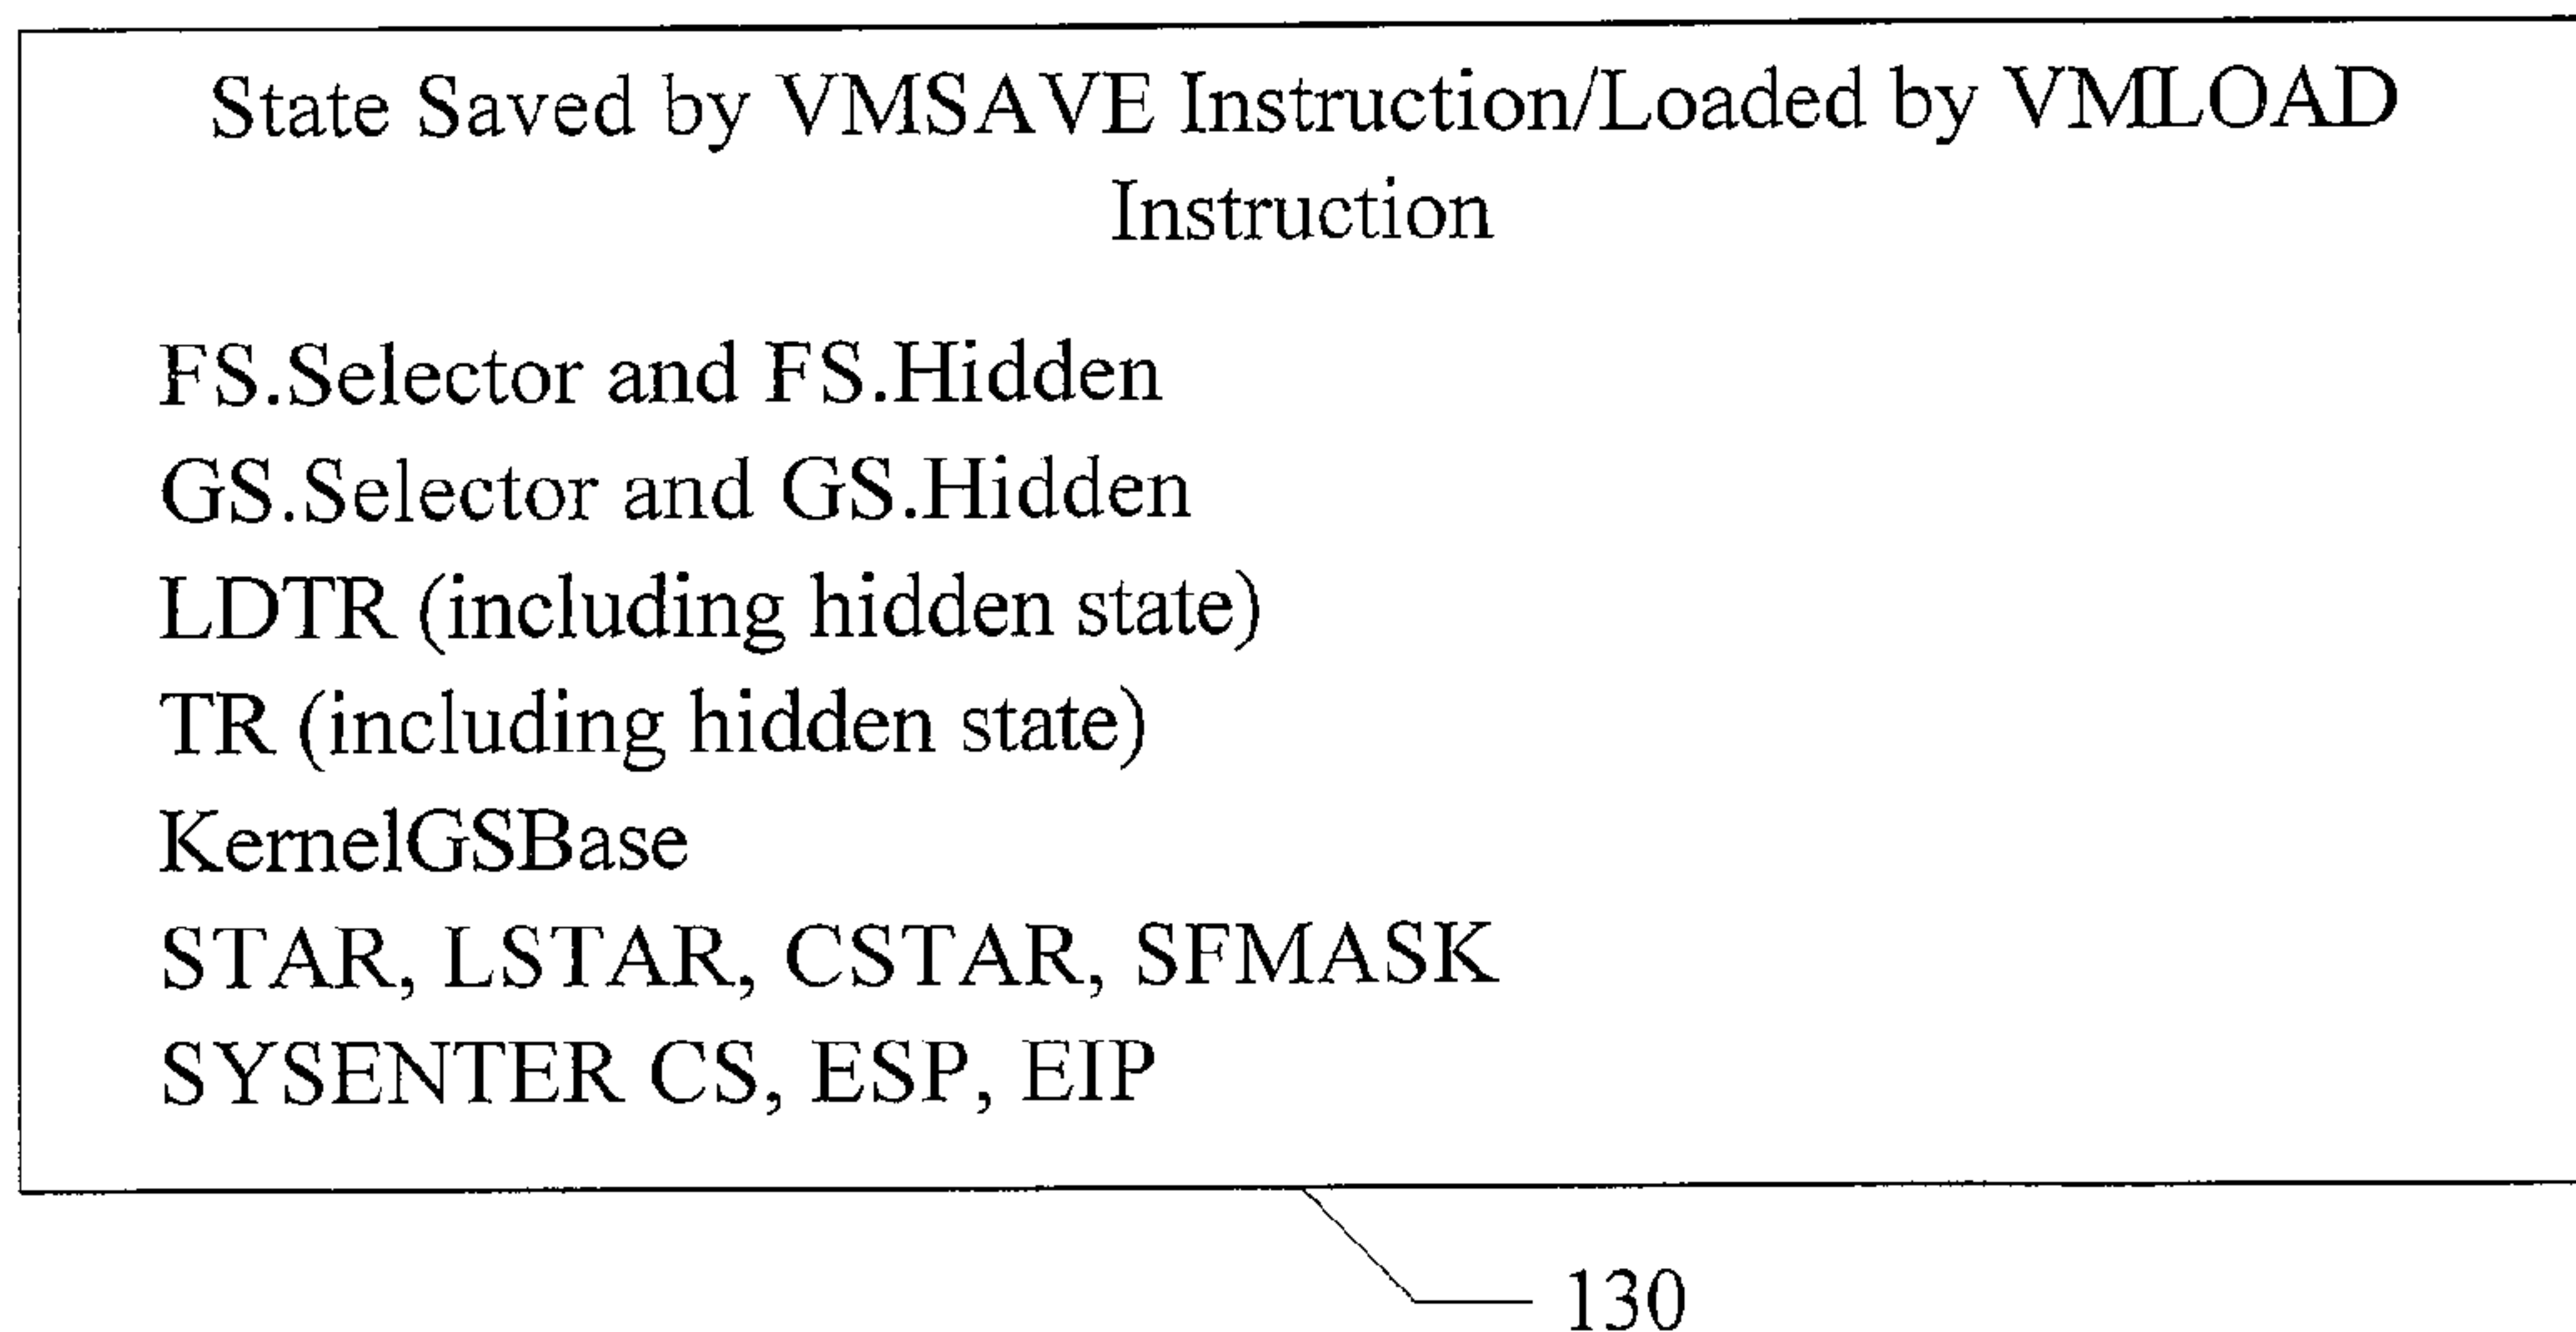 State Saved by VMSAVE Instruction/Loaded by VMLOAD
Instruction
FS.Selector and FS.Hidden
GS.Selector and GS.Hidden
LDTR (including hidden state)
TR (including hidden state)
KernelGSBase
STAR, LSTAR, CSTAR, SFMASK
SYSENTER CS, ESP, EIP
130